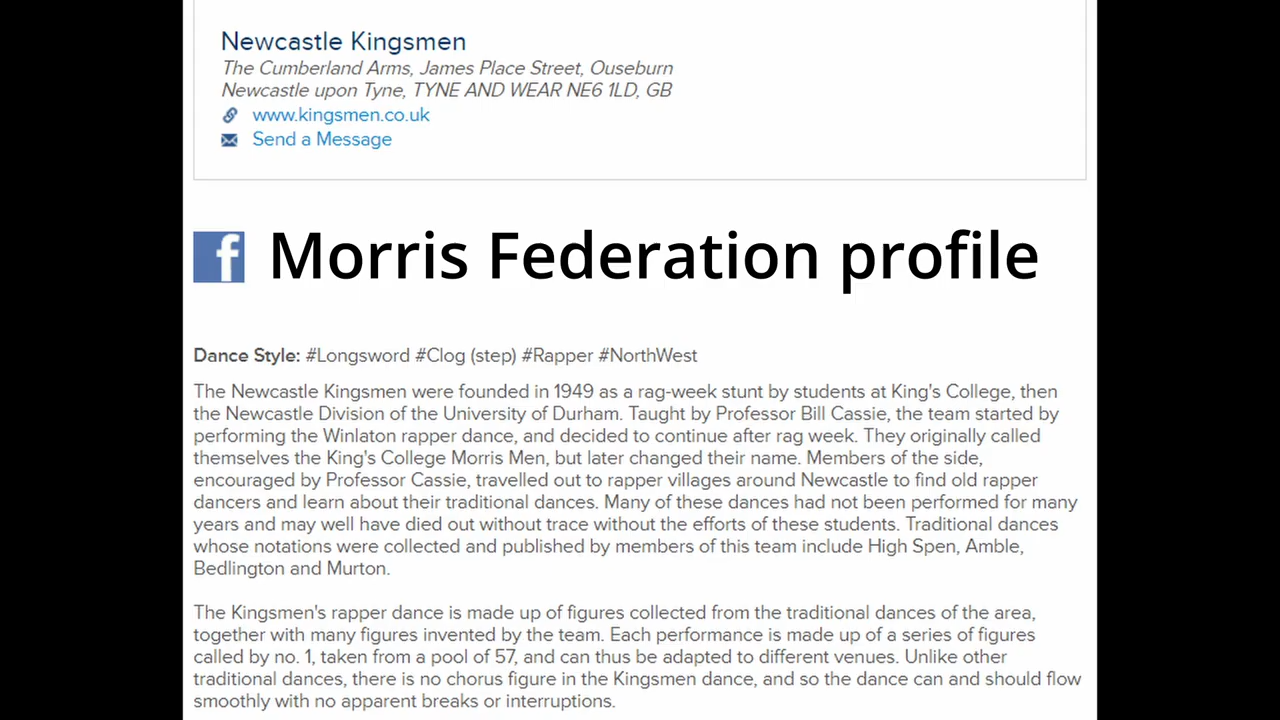 Newcastle Kingsmen
The Cumberland Arms, James Place Street, Ouseburn
Newcastle upon Tyne, TYNE AND WEAR NE6 1LD, GB
www.kingsmen.co.uk
Send a Message
f Morris Federation profile
Dance Style: #Longsword #Clog (step) #Rapper #NorthWest
The Newcastle Kingsmen were founded in 1949 as a rag-week stunt by students at King's College, then
the Newcastle Division of the University of Durham. Taught by Professor Bill Cassie, the team started by
performing the Winlaton rapper dance, and decided to continue after rag week. They originally called
themselves the King's College Morris Men, but later changed their name. Members of the side,
encouraged by Professor Cassie, travelled out to rapper villages around Newcastle to find old rapper
dancers and learn about their traditional dances. Many of these dances had not been performed for many
years and may well have died out without trace without the efforts of these students. Traditional dances
whose notations were collected and published by members of this team include High Spen, Amble,
Bedlington and Murton.
The Kingsmen's rapper dance is made up of figures collected from the traditional dances of the area,
together with many figures invented by the team. Each performance is made up of a series of figures
called by no. 1, taken from a pool of 57, and can thus be adapted to different venues. Unlike other
traditional dances, there is no chorus figure in the Kingsmen dance, and so the dance can and should flow
smoothly with no apparent breaks or interruptions.